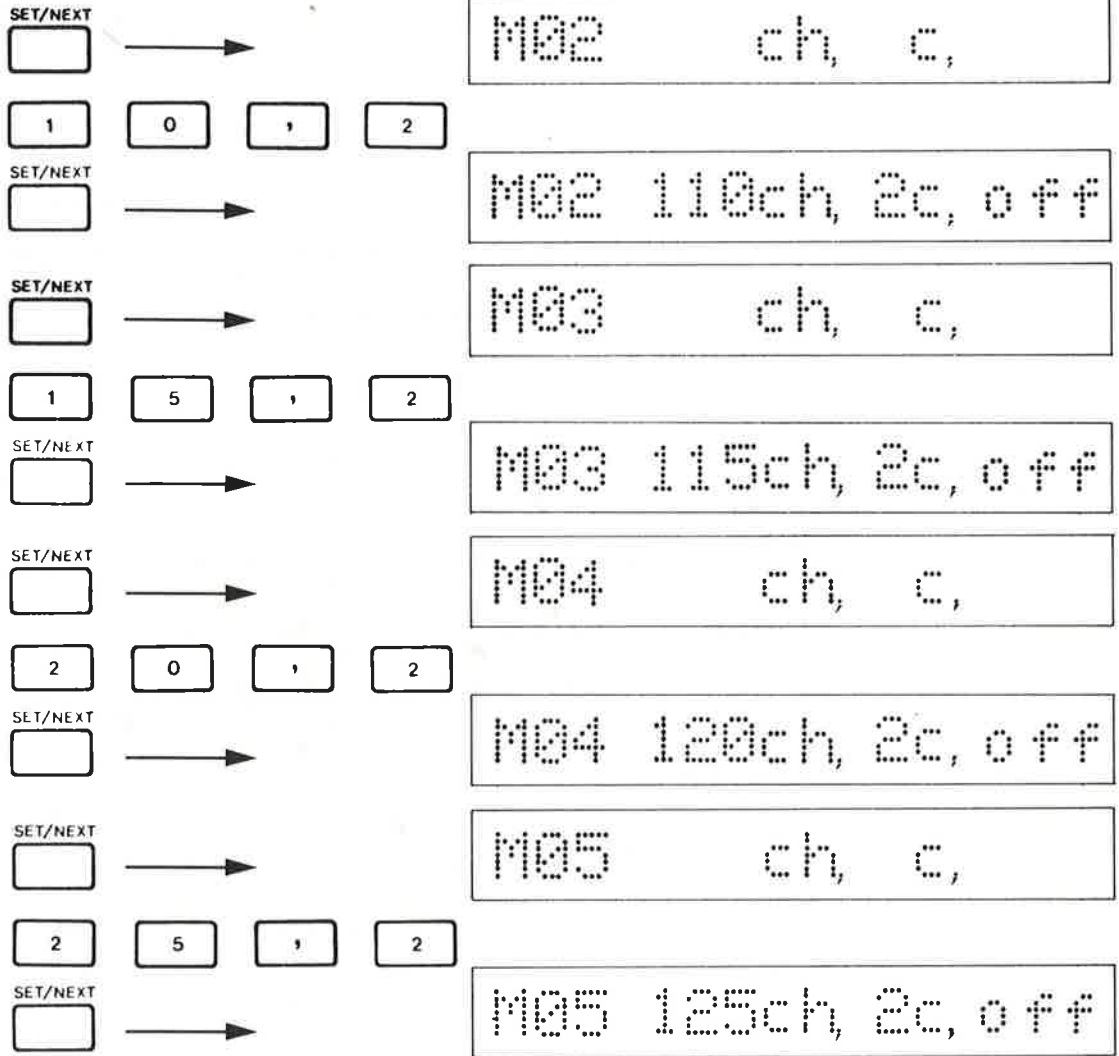 SET/NEXT
M02 ch, c,
1 0 , 2
SET/NEXT
M02 110ch, 2c, off
SET/NEXT
M03 ch, c,
1 5 , 2
SET/NEXT
M03 115ch, 2c, off
SET/NEXT
M04 ch, c,
2 0 , 2
SET/NEXT
M04 120ch, 2c, off
SET/NEXT
M05 ch, c,
2 5 , 2
SET/NEXT
M05 125ch, 2c, off